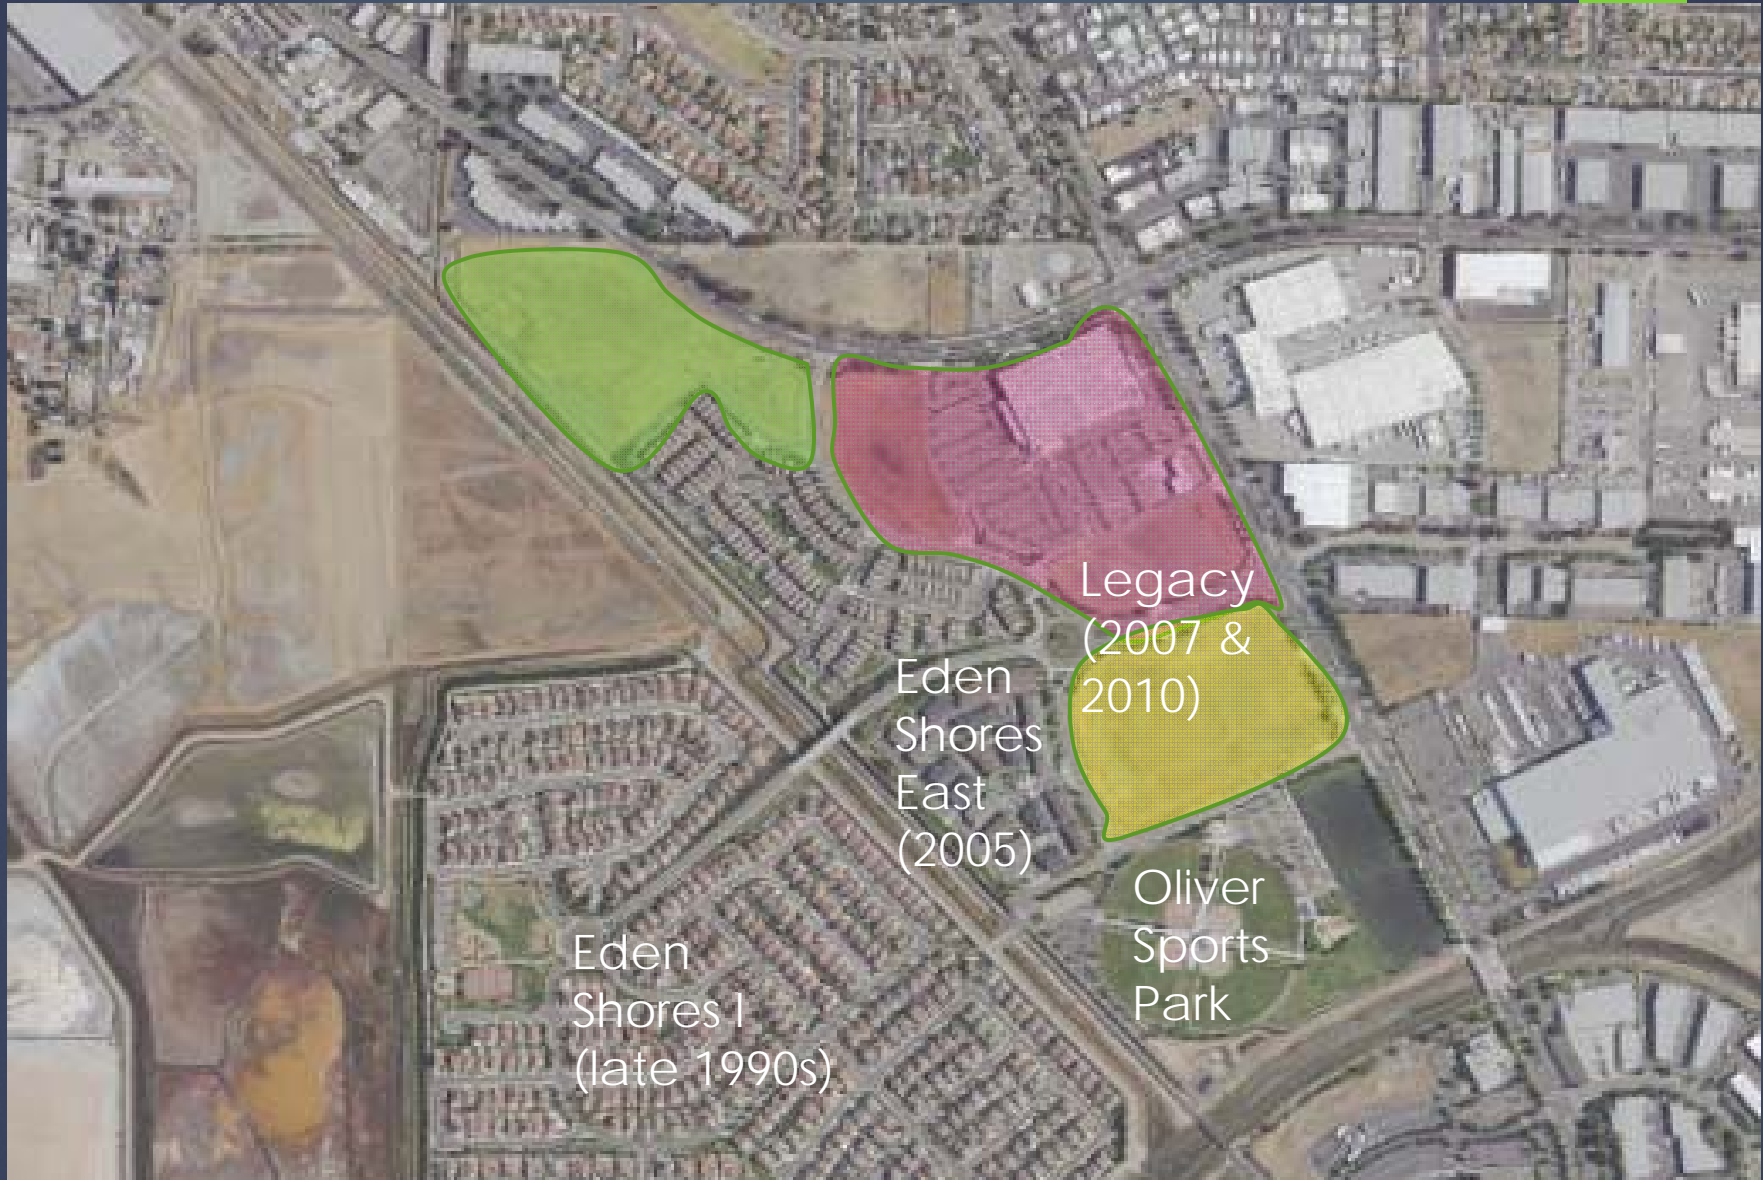 Legacy
(2007 &
2010)
Eden
Shores
East
(2005)
Oliver
Sports
Park
Eden
Shores I
(late 1990s)